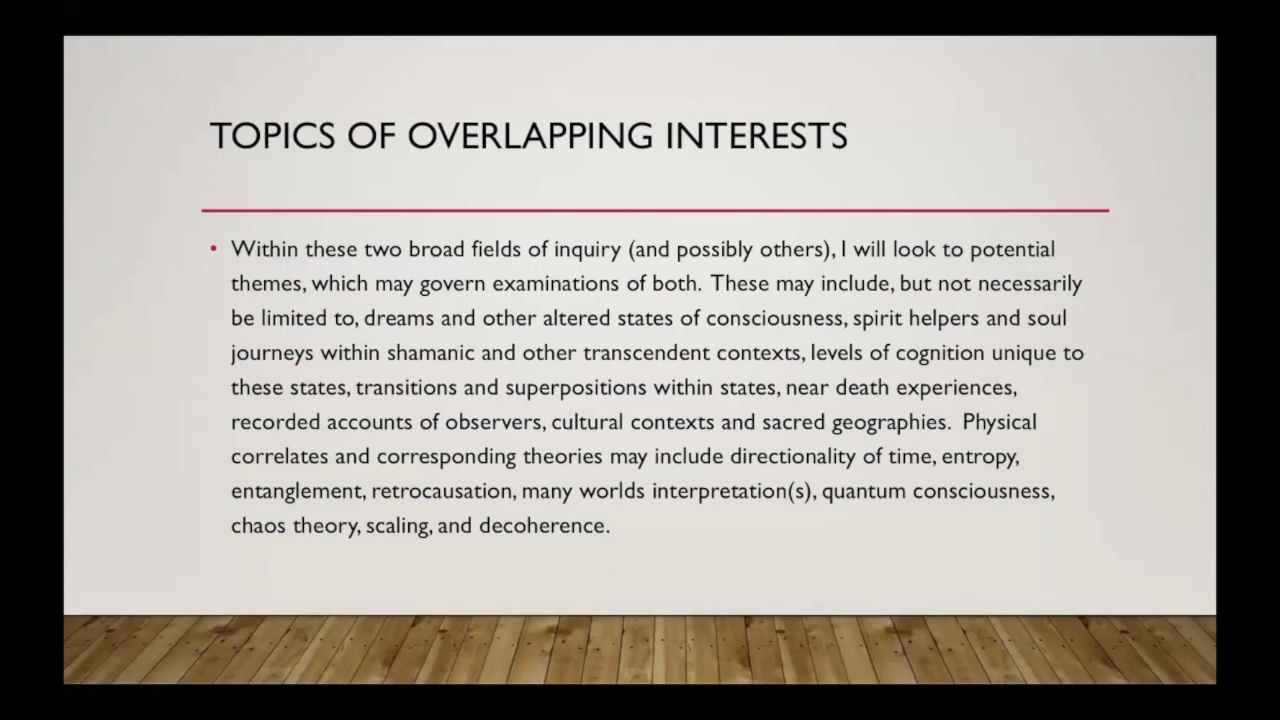 TOPICS OF OVERLAPPING INTERESTS
• Within these two broad fields of inquiry (and possibly others), I will look to potential
themes, which may govern examinations of both.  These may include, but not necessarily
be limited to, dreams and other altered states of consciousness, spirit helpers and soul
journeys within shamanic and other transcendent contexts, levels of cognition unique to
these states, transitions and superpositions within states, near death experiences,
recorded accounts of observers, cultural contexts and sacred geographies.  Physical
correlates and corresponding theories may include directionality of time, entropy,
entanglement, retrocausation, many worlds interpretation(s), quantum consciousness,
chaos theory, scaling, and decoherence.